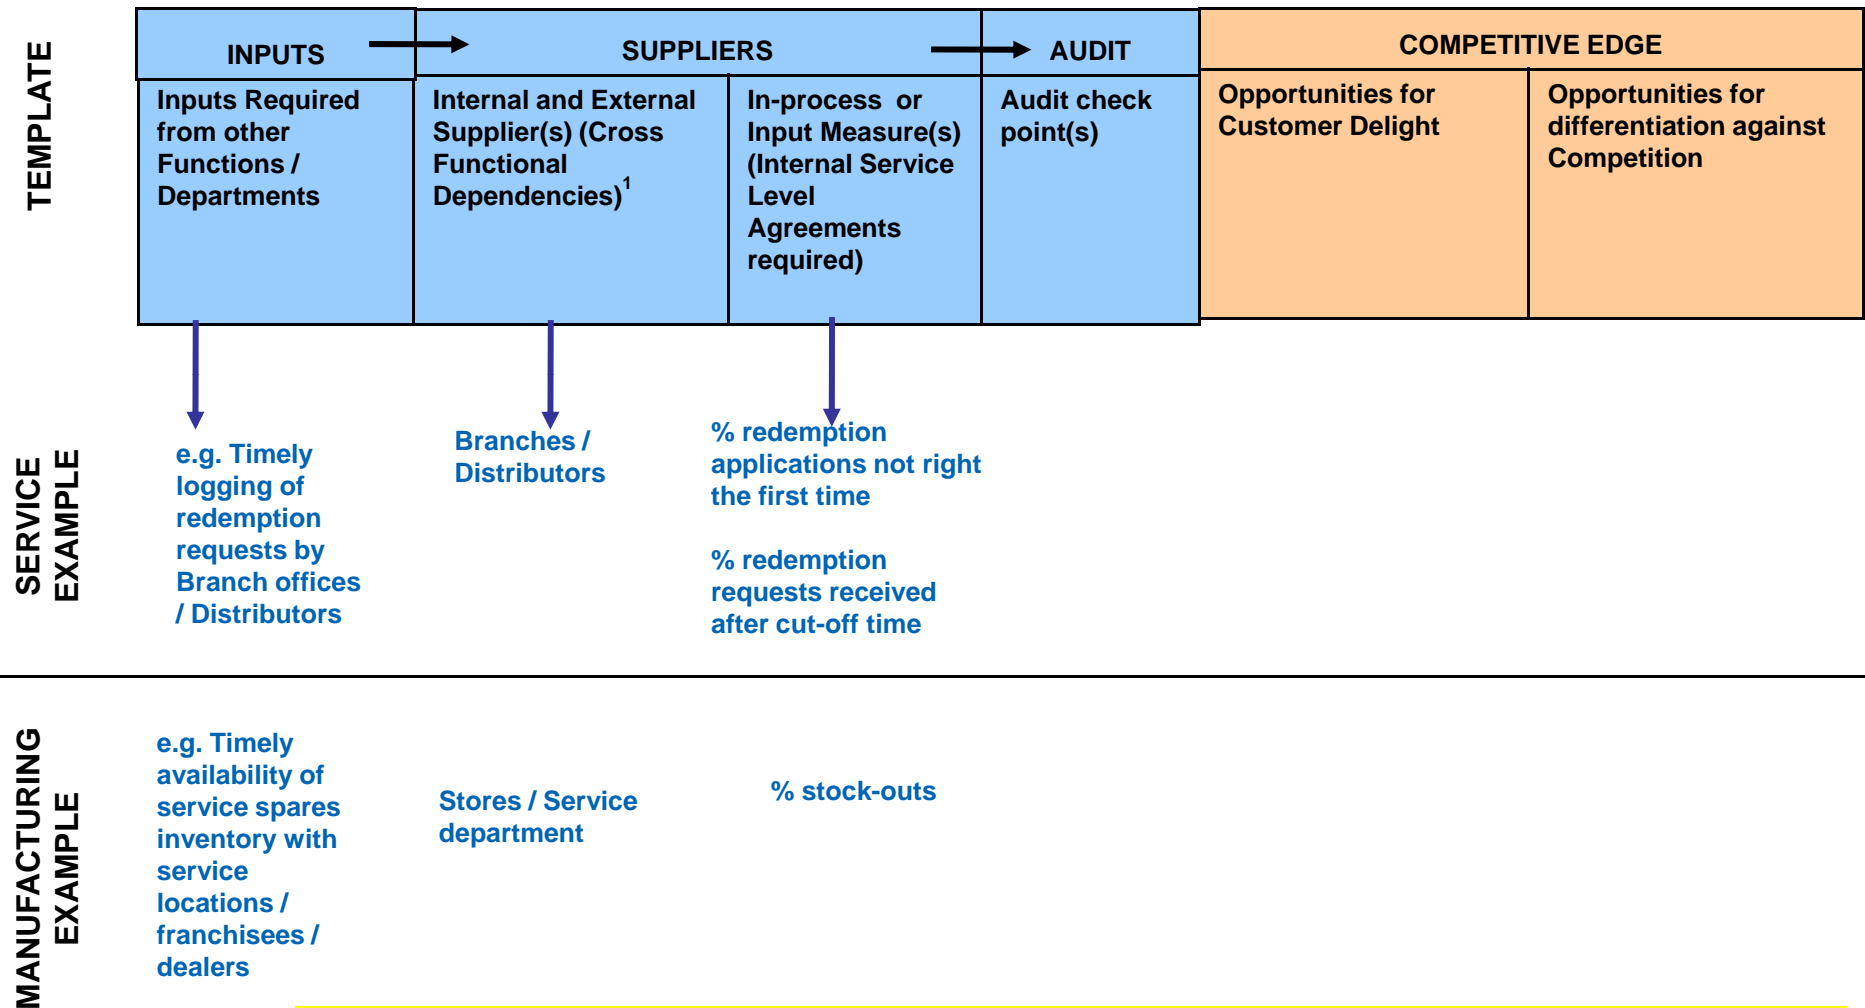 TEMPLATE
INPUTS
SUPPLIERS
AUDIT
COMPETITIVE EDGE
Inputs Required
from other
Functions /
Departments
Internal and External
Supplier(s) (Cross
Functional
Dependencies)1
In-process or
Input Measure(s)
(Internal Service
Level
Agreements
required)
Audit check
point(s)
Opportunities for
Customer Delight
Opportunities for
differentiation against
Competition
SERVICE
EXAMPLE
e.g. Timely
logging of
redemption
requests by
Branch offices
/ Distributors
Branches /
Distributors
% redemption
applications not right
the first time
% redemption
requests received
after cut-off time
MANUFACTURING
EXAMPLE
e.g. Timely
availability of
service spares
inventory with
service
locations /
franchisees /
dealers
Stores / Service
department
% stock-outs